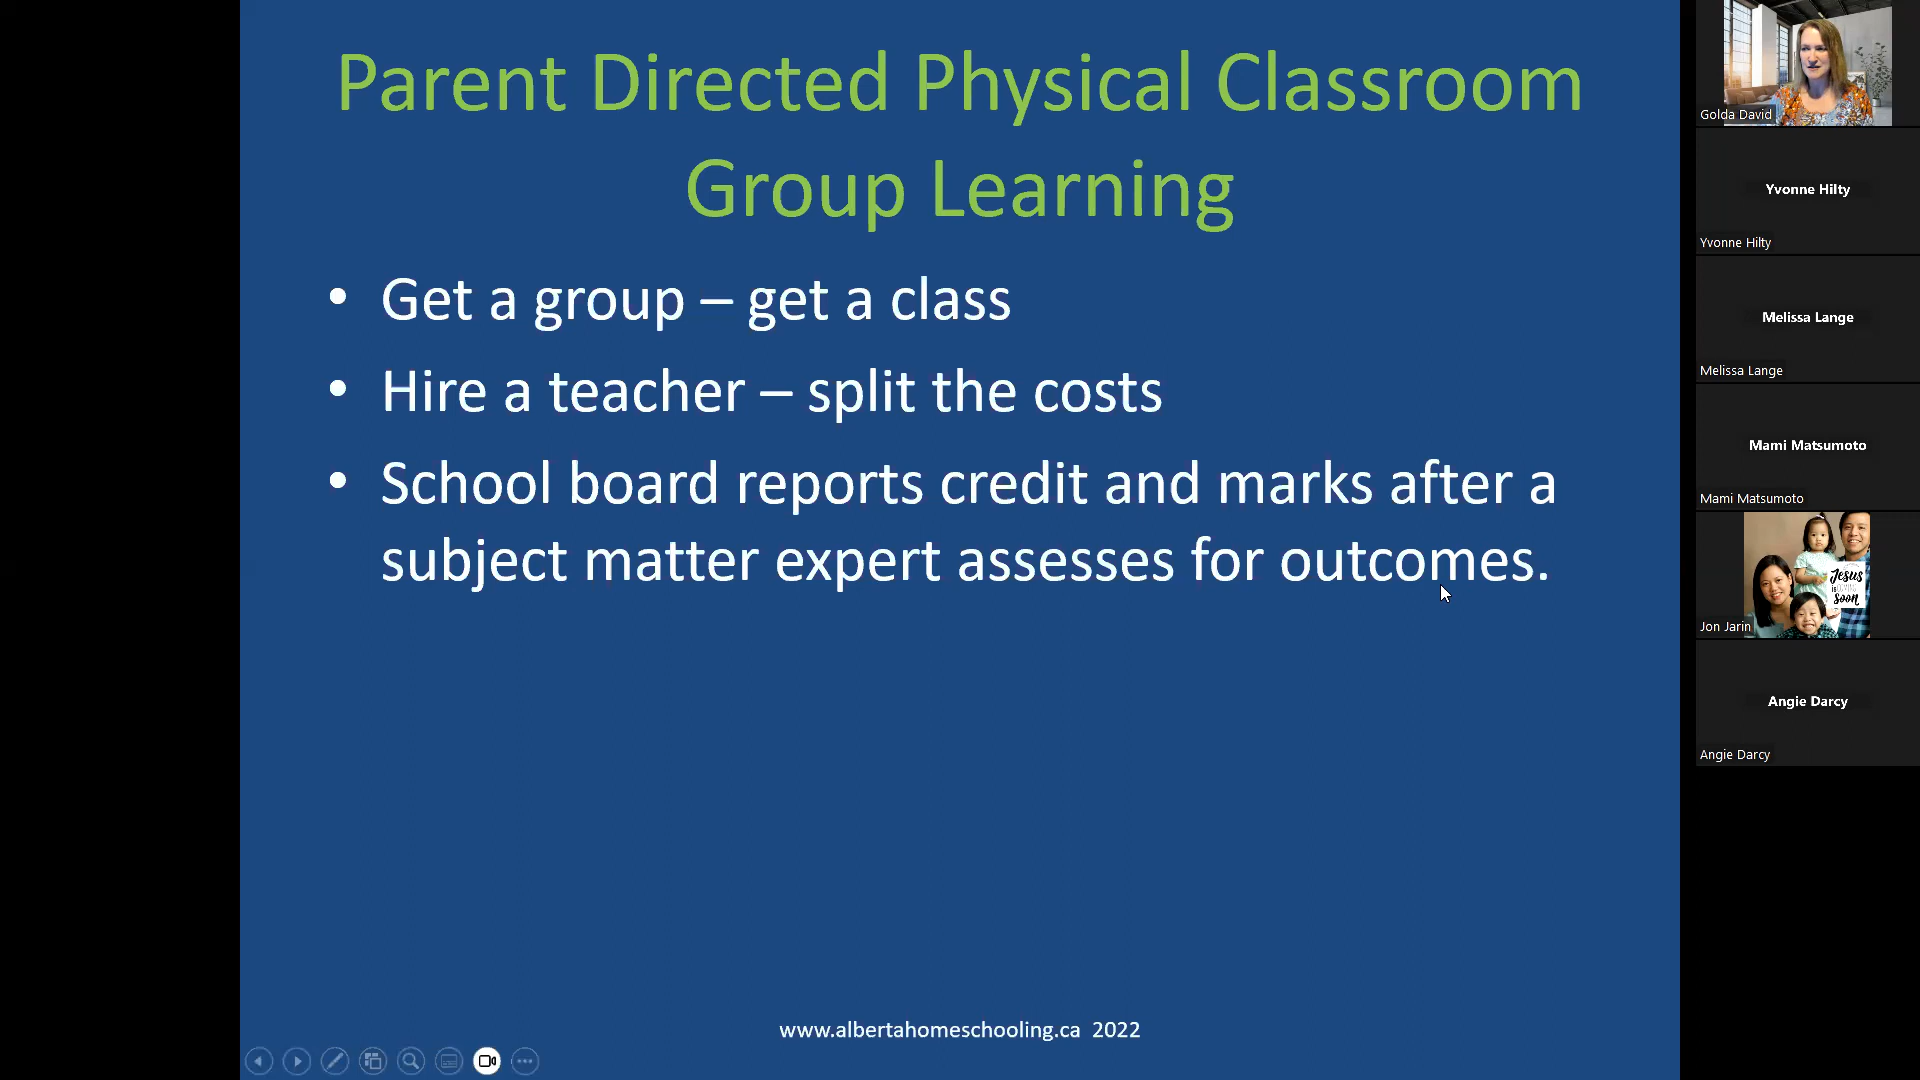 Parent Directed Physical Classroom
Group Learning
• Get a group – get a class
• Hire a teacher – split the costs
• School board reports credit and marks after a
subject matter expert assesses for outcomes.
www.albertahomeschooling.ca 2022
Golda David
Yvonne Hilty
Yvonne Hilty
Melissa Lange
Melissa Lange
Mami Matsumoto
Mami Matsumoto
Jesus
soon
Jon Jarin
Angie Darcy
Angie Darcy